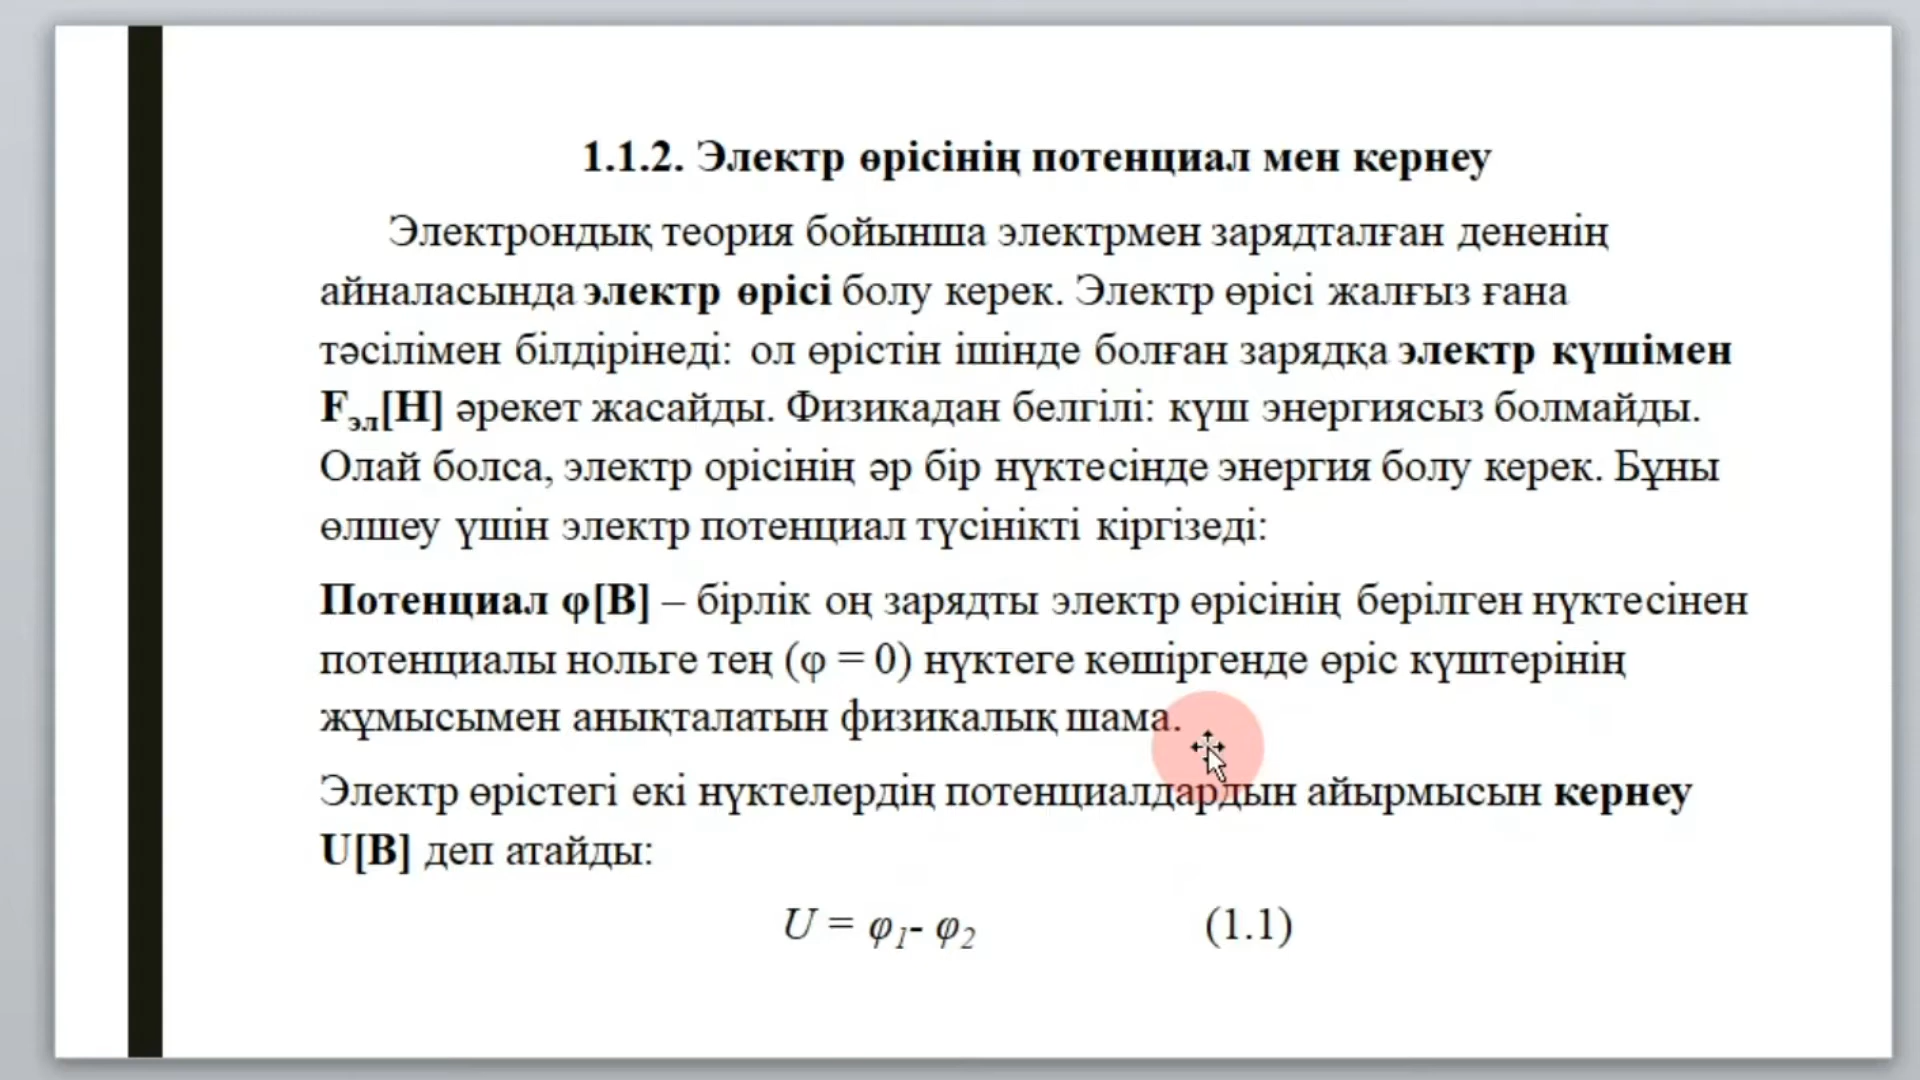 1.1.2. Электр өрісінің потенциал мен кернеу
Электрондық теория бойынша электрмен зарядталған дененің
айналасында электр өрісі болу керек. Электр өрісі жалғыз ғана
тәсілімен білдірінеді: ол өрістін ішінде болған зарядқа электр күшімен
Fэл[Н] әрекет жасайды. Физикадан белгілі: күш энергиясыз болмайды.
Олай болса, электр орісінің әр бір нүктесінде энергия болу керек. Бұны
өлшеу үшін электр потенциал түсінікті кіргізеді:
Потенциал φ[В] – бірлік оң зарядты электр өрісінің берілген нүктесінен
потенциалы нольге тең (φ = 0) нүктеге көшіргенде өріс күштерінің
жұмысымен анықталатын физикалық шама.
Электр өрістегі екі нүктелердің потенциалдардын айырмысын кернеу
U[В] деп атайды:
U = φ1- φ2 (1.1)